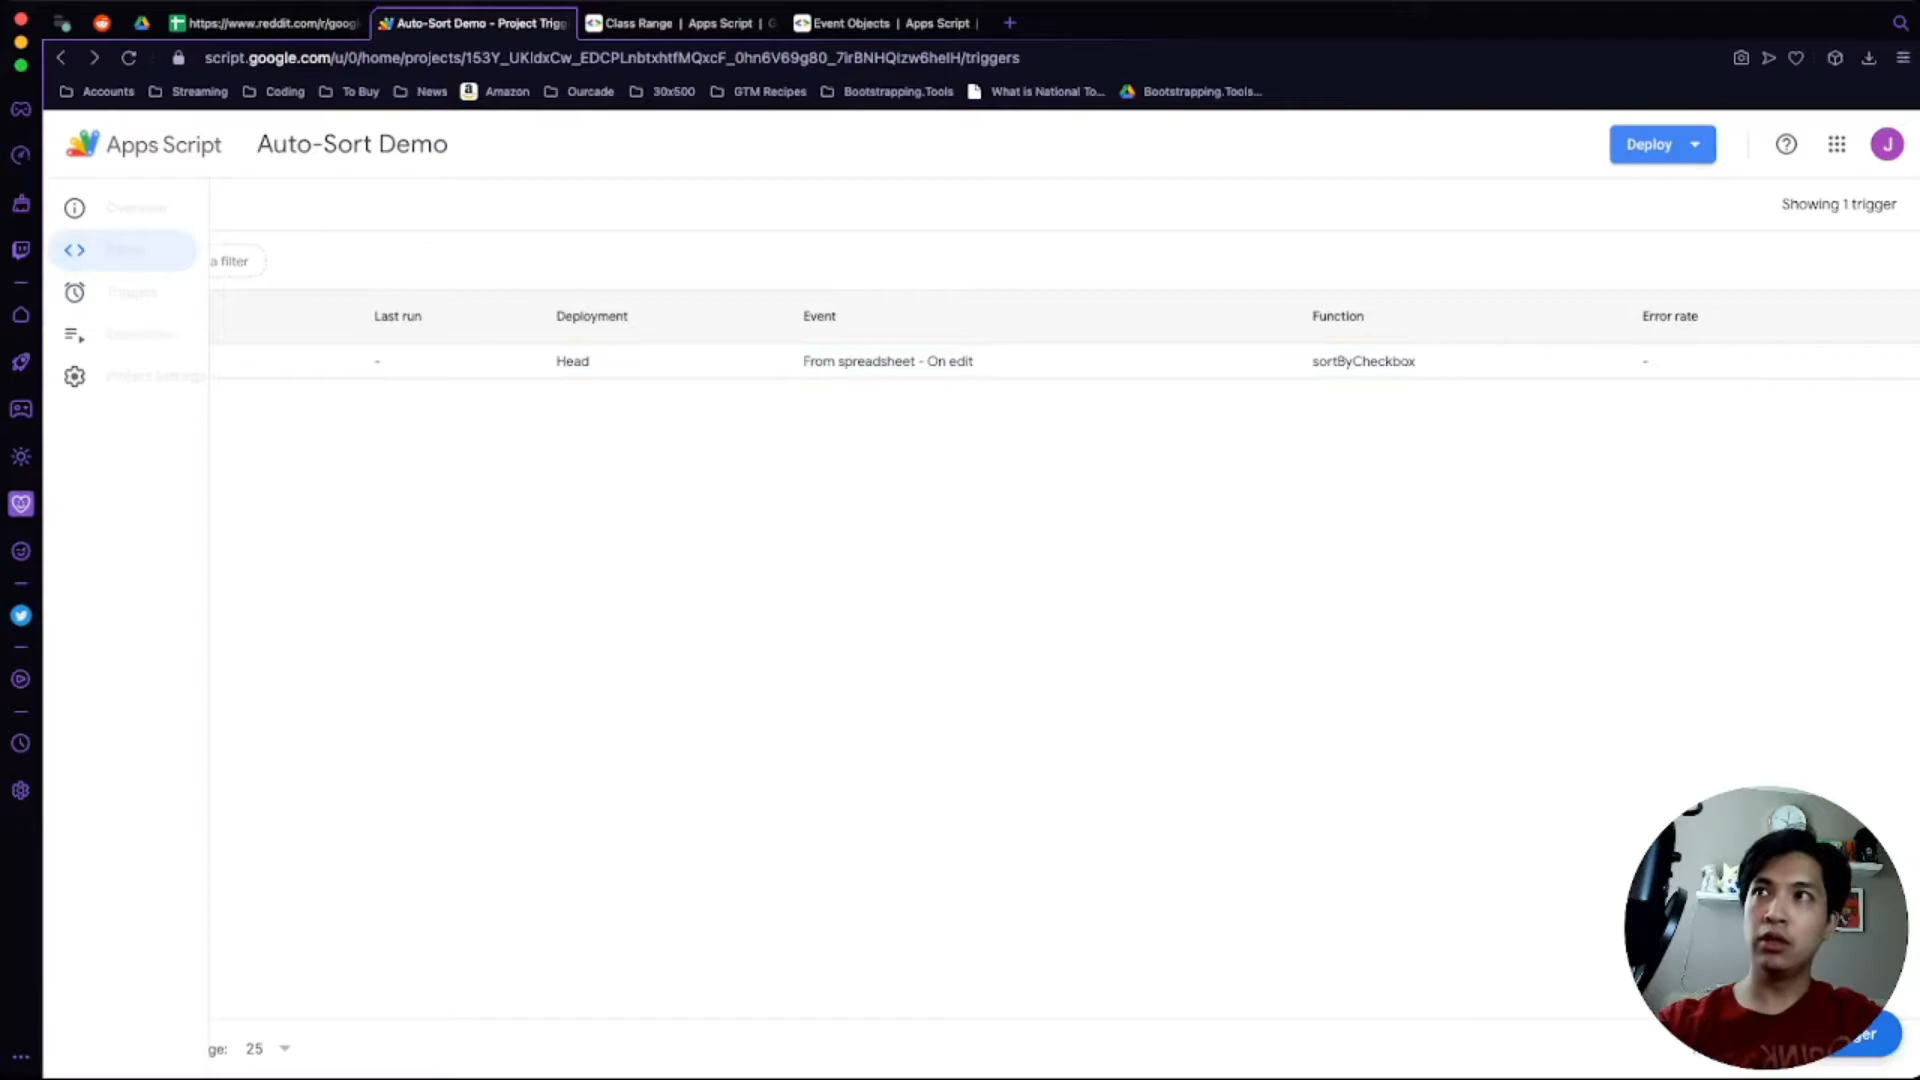 https://www.reddit.com/r/goog
Auto-Sort Demo - Project Trigg
Class Range | Apps Script | G
Event Objects | Apps Script |
script.google.com/u/0/home/projects/153Y_UKldxCw_EDCPLnbtxhtfMQxcF_0hn6V69g80_7irBNHQIzw6heIH/triggers
Accounts
Streaming
Coding
To Buy
News
Amazon
Ourcade
30x500
GTM Recipes
Bootstrapping.Tools
What is National To...
Bootstrapping.Tools...
Apps Script
Auto-Sort Demo
Deploy
J
Overview
Showing 1 trigger
a filter
Triggers
Project Settings
Last run
Deployment
Event
Function
Error rate
-
Head
From spreadsheet - On edit
sortByCheckbox
-
ge:
25
ger